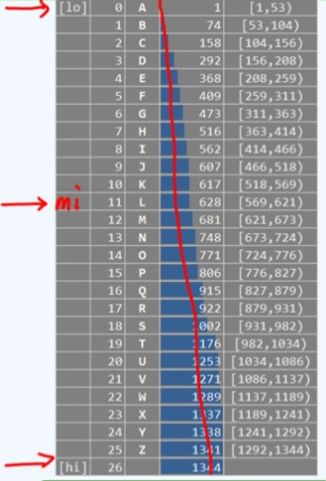 [lo] 0 A 1 [1,53)
1 B 74 [53,104)
2 C 158 [104,156)
3 D 292 [156,208)
4 E 368 [208,259)
5 F 409 [259,311)
6 G 473 [311,363)
7 H 516 [363,414)
8 I 562 [414,466)
9 J 607 [466,518)
10 K 617 [518,569)
mi 11 L 628 [569,621)
12 M 681 [621,673)
13 N 748 [673,724)
14 O 771 [724,776)
15 P 806 [776,827)
16 Q 915 [827,879)
17 R 922 [879,931)
18 S 1002 [931,982)
19 T 1176 [982,1034)
20 U 1253 [1034,1086)
21 V 1271 [1086,1137)
22 W 1289 [1137,1189)
23 X 1337 [1189,1241)
24 Y 1338 [1241,1292)
25 Z 1341 [1292,1344)
[hi] 26 1344